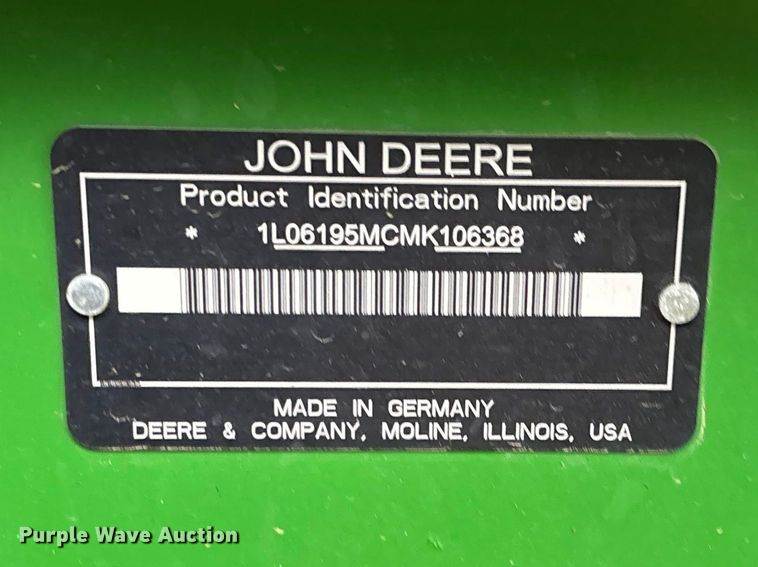 JOHN DEERE
Product Identification Number
* 1L06195MCMK106368 *
MADE IN GERMANY
DEERE & COMPANY, MOLINE, ILLINOIS, USA
Purple Wave Auction